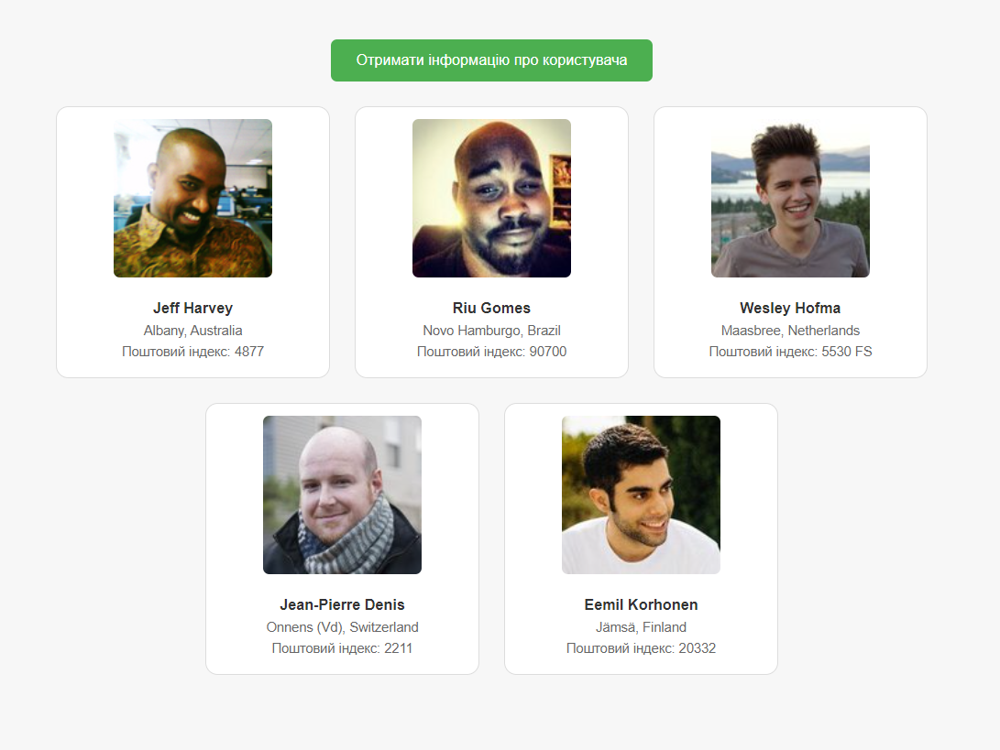 Отримати інформацію про користувача
Jeff Harvey
Albany, Australia
Поштовий індекс: 4877
Riu Gomes
Novo Hamburgo, Brazil
Поштовий індекс: 90700
Wesley Hofma
Maasbree, Netherlands
Поштовий індекс: 5530 FS
Jean-Pierre Denis
Onnens (Vd), Switzerland
Поштовий індекс: 2211
Eemil Korhonen
Jämsä, Finland
Поштовий індекс: 20332